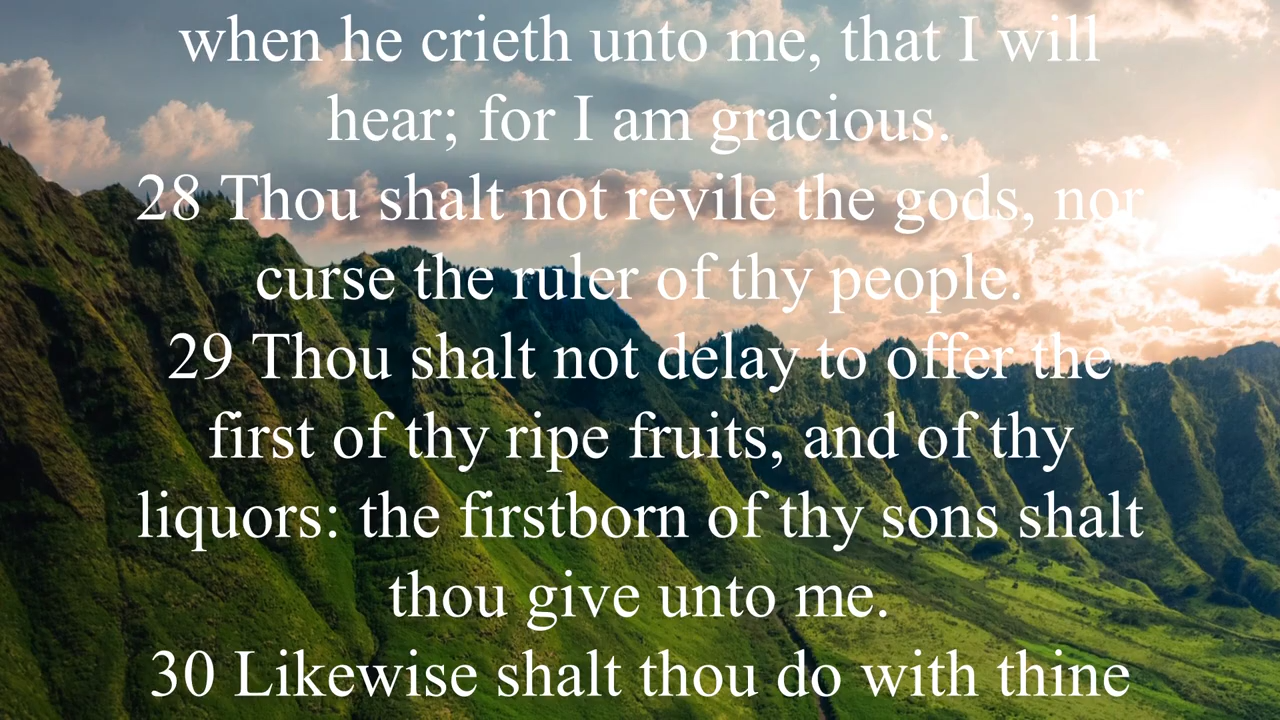 when he crieth unto me, that I will
hear; for I am gracious.
28 Thou shalt not revile the gods, nor
curse the ruler of thy people.
29 Thou shalt not delay to offer the
first of thy ripe fruits, and of thy
liquors: the firstborn of thy sons shalt
thou give unto me.
30 Likewise shalt thou do with thine